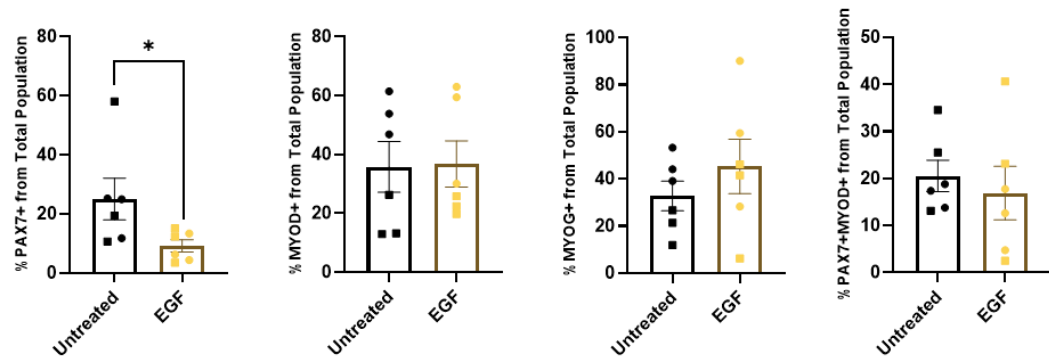 % PAX7+ from Total Population
80
60
40
20
0
*
Untreated
EGF
% MYOD+ from Total Population
80
60
40
20
0
Untreated
EGF
% MYOG+ from Total Population
100
80
60
40
20
0
Untreated
EGF
% PAX7+MYOD+ from Total Population
50
40
30
20
10
0
Untreated
EGF